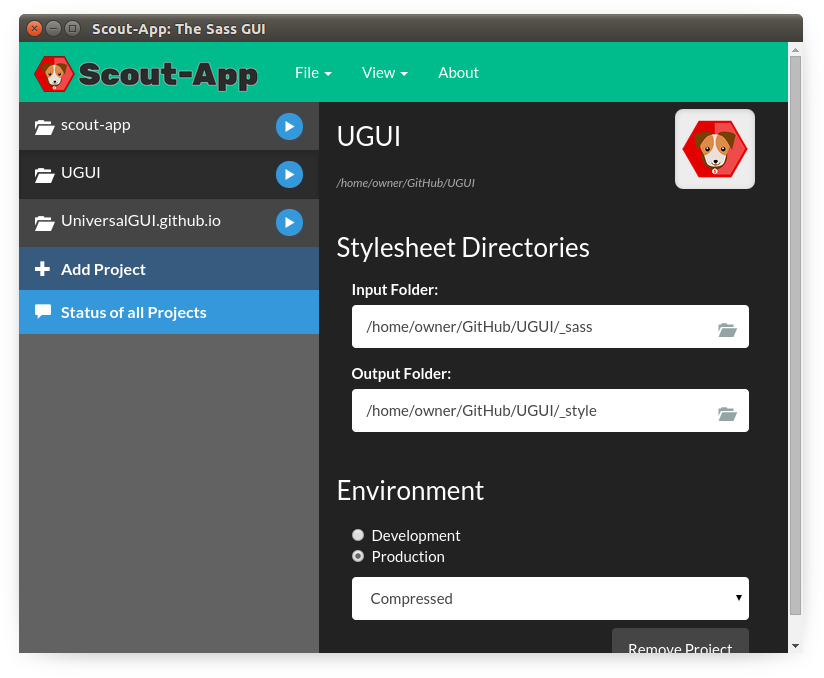 Scout-App: The Sass GUI
Scout-App File View About
scout-app
UGUI
UniversalGUI.github.io
Add Project
Status of all Projects
UGUI
/home/owner/GitHub/UGUI
Stylesheet Directories
Input Folder:
/home/owner/GitHub/UGUI/_sass
Output Folder:
/home/owner/GitHub/UGUI/_style
Environment
Development
Production
Compressed
Remove Project